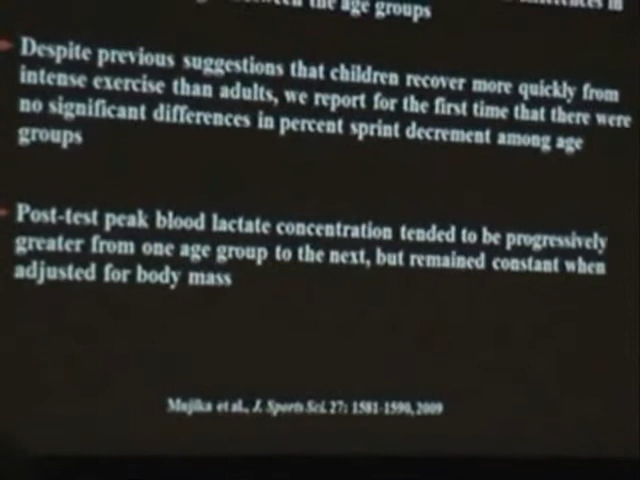 the age groups
Despite previous suggestions that children recover more quickly from
intense exercise than adults, we report for the first time that there were
no significant differences in percent sprint decrement among age
groups
Post-test peak blood lactate concentration tended to be progressively
greater from one age group to the next, but remained constant when
adjusted for body mass
Mujika et al., J. Sports Sci. 27: 1581-1590, 2009